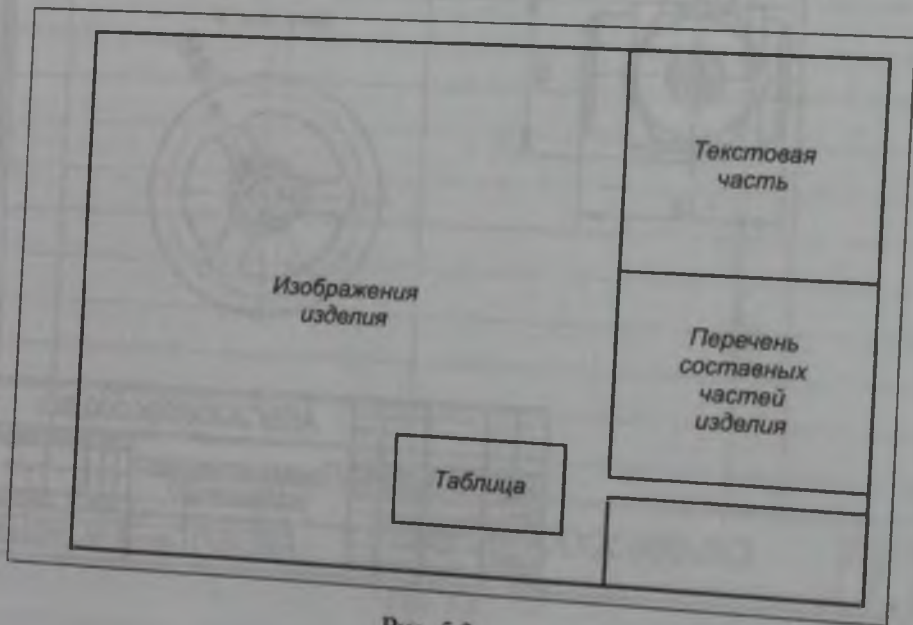 Текстовая
часть
Изображения
изделия
Перечень
составных
частей
изделия
Таблица